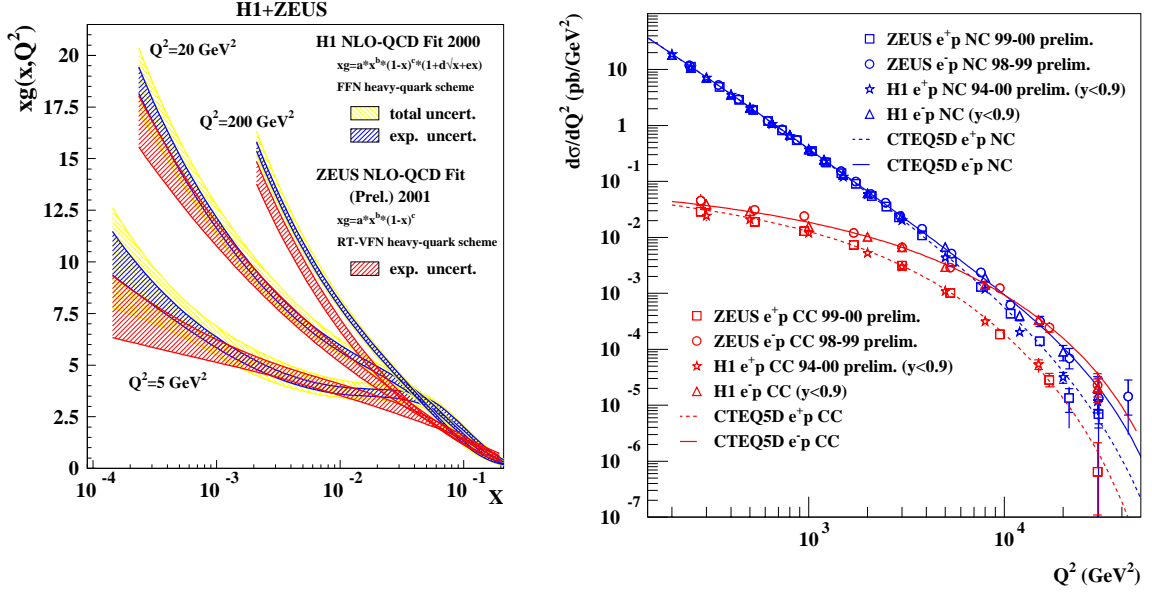 H1+ZEUS
xg(x,Q²)
20
17.5
15
12.5
10
7.5
5
2.5
0
Q²=20 GeV²
Q²=200 GeV²
Q²=5 GeV²
H1 NLO-QCD Fit 2000
xg=a*xᵇ*(1-x)ᶜ*(1+d√x+ex)
FFN heavy-quark scheme
total uncert.
exp. uncert.
ZEUS NLO-QCD Fit
(Prel.) 2001
xg=a*xᵇ*(1-x)ᶜ
RT-VFN heavy-quark scheme
exp. uncert.
10⁻⁴
10⁻³
10⁻²
10⁻¹
X
dσ/dQ² (pb/GeV²)
10
1
10⁻¹
10⁻²
10⁻³
10⁻⁴
10⁻⁵
10⁻⁶
10⁻⁷
ZEUS e⁺p NC 99-00 prelim.
ZEUS e⁻p NC 98-99 prelim.
H1 e⁺p NC 94-00 prelim. (y<0.9)
H1 e⁻p NC (y<0.9)
CTEQ5D e⁺p NC
CTEQ5D e⁻p NC
ZEUS e⁺p CC 99-00 prelim.
ZEUS e⁻p CC 98-99 prelim.
H1 e⁺p CC 94-00 prelim. (y<0.9)
H1 e⁻p CC (y<0.9)
CTEQ5D e⁺p CC
CTEQ5D e⁻p CC
10³
10⁴
Q² (GeV²)